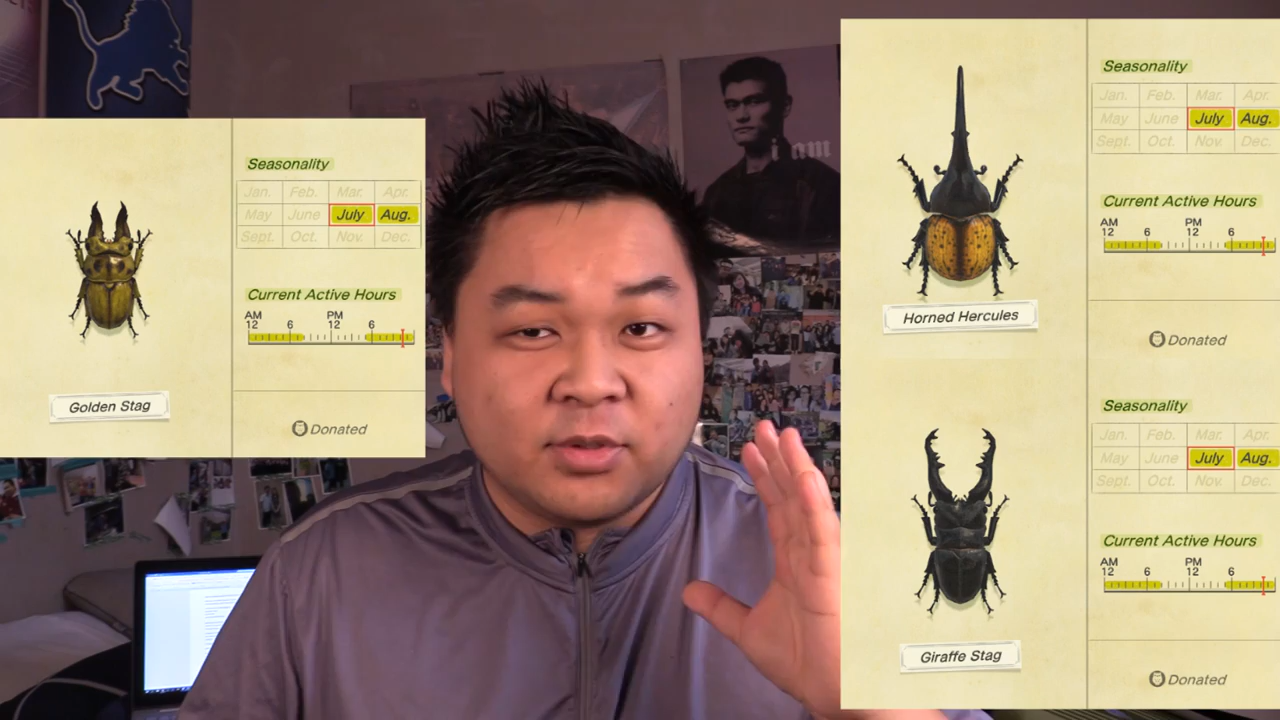 Seasonality
Jan. Feb. Mar. Apr.
May June July Aug.
Sept. Oct. Nov. Dec.
Current Active Hours
AM PM
12 6 12 6
Golden Stag
Donated
i am
Seasonality
Jan. Feb. Mar. Apr.
May June July Aug.
Sept. Oct. Nov. Dec.
Current Active Hours
AM PM
12 6 12 6
Horned Hercules
Donated
Seasonality
Jan. Feb. Mar. Apr.
May June July Aug.
Sept. Oct. Nov. Dec.
Current Active Hours
AM PM
12 6 12 6
Giraffe Stag
Donated